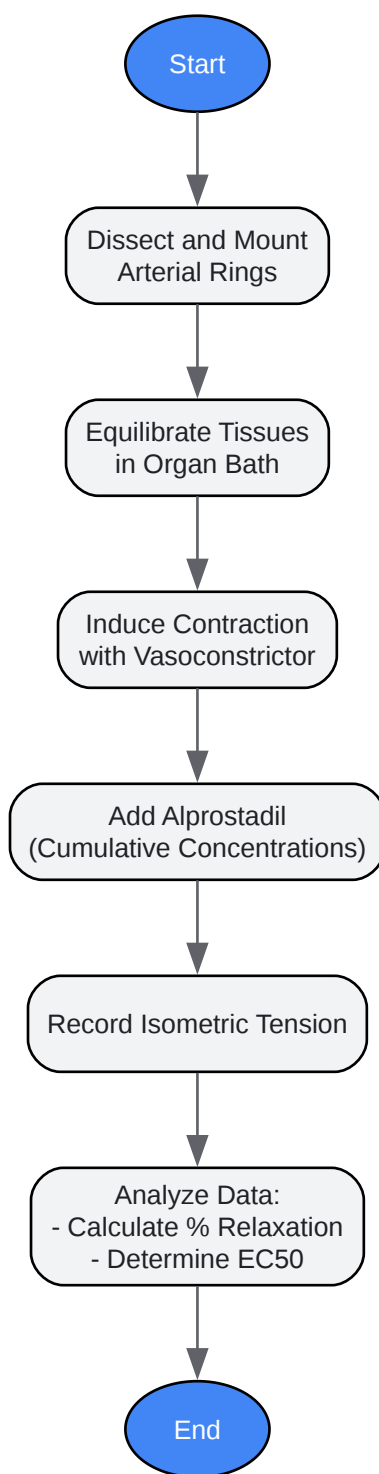 Start
Dissect and Mount
Arterial Rings
Equilibrate Tissues
in Organ Bath
Induce Contraction
with Vasoconstrictor
Add Alprostadil
(Cumulative Concentrations)
Record Isometric Tension
Analyze Data:
- Calculate % Relaxation
- Determine EC50
End